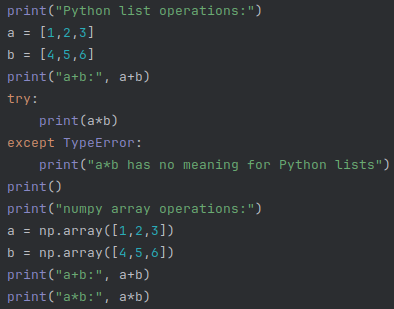 print("Python list operations:")
a = [1,2,3]
b = [4,5,6]
print("a+b:", a+b)
try:
    print(a*b)
except TypeError:
    print("a*b has no meaning for Python lists")
print()
print("numpy array operations:")
a = np.array([1,2,3])
b = np.array([4,5,6])
print("a+b:", a+b)
print("a*b:", a*b)